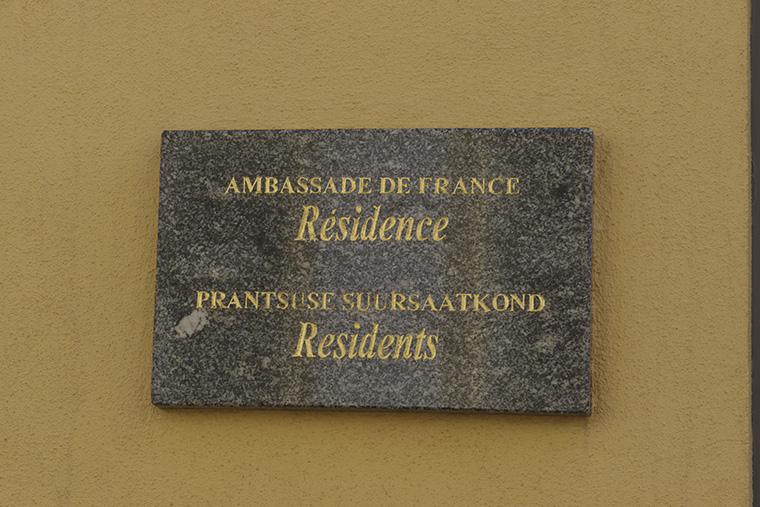 AMBASSADE DE FRANCE
Résidence
PRANTSUSE SUURSAATKOND
Residents